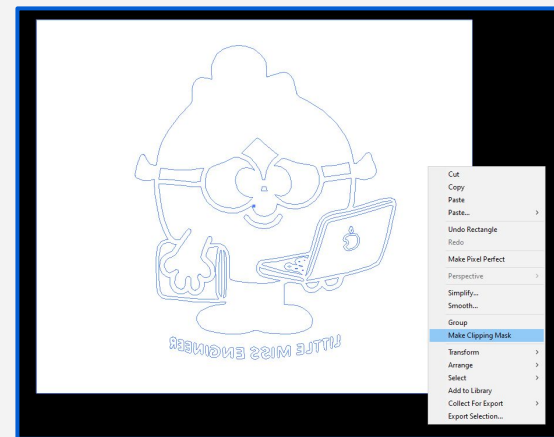 Cut
Copy
Paste
Paste... >
Undo Rectangle
Redo
Make Pixel Perfect
Perspective >
Simplify...
Smooth...
Group
Make Clipping Mask
Transform >
Arrange >
Select >
Add to Library
Collect For Export >
Export Selection...
LITTLE MISS ENGINEER